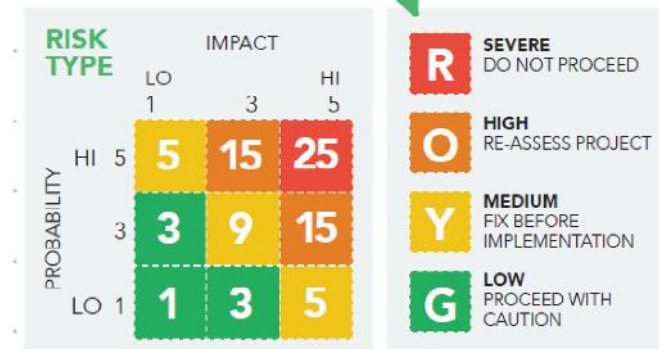 RISK TYPE
IMPACT
LO 1
3
HI 5
PROBABILITY
HI 5
5
15
25
3
3
9
15
LO 1
1
3
5
R
SEVERE
DO NOT PROCEED
O
HIGH
RE-ASSESS PROJECT
Y
MEDIUM
FIX BEFORE
IMPLEMENTATION
G
LOW
PROCEED WITH
CAUTION